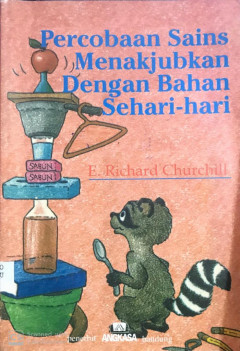 Percobaan Sains
Menakjubkan
Dengan Bahan
Sehari-hari
E. Richard Churchill
SABUN
SABUN
penerbit ANGKASA bandung